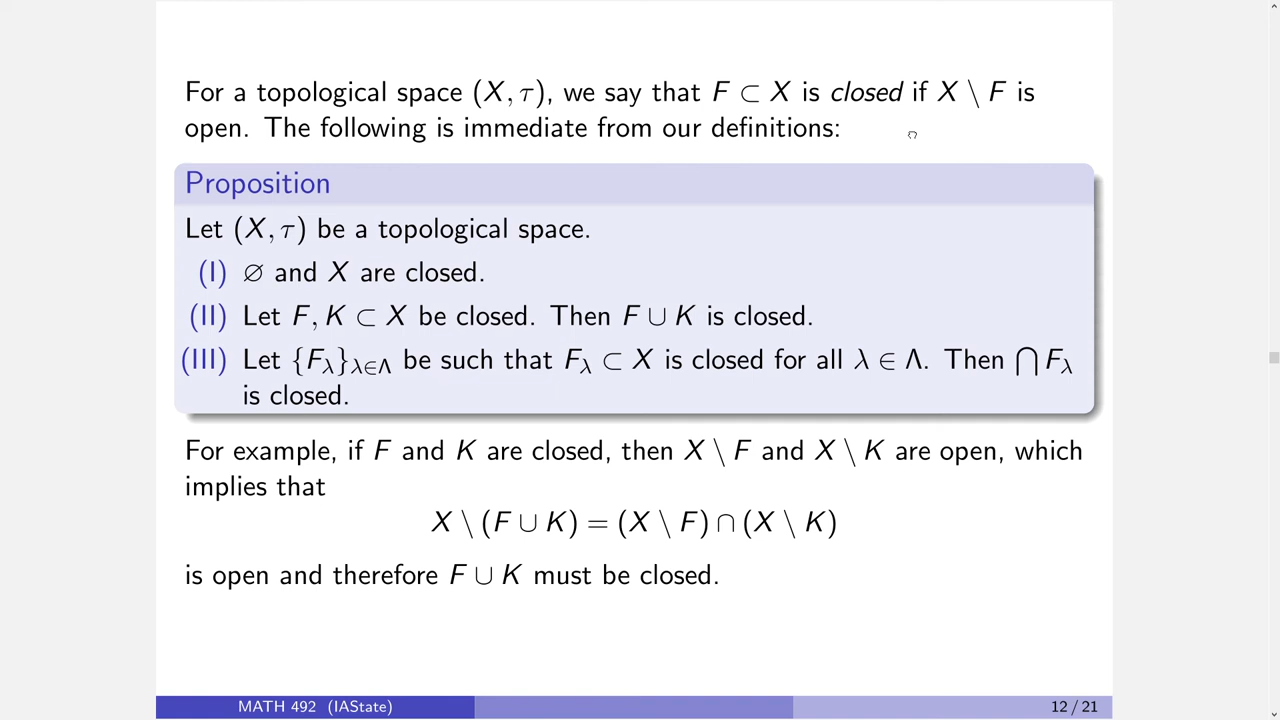 For a topological space (X, τ), we say that F ⊂ X is closed if X \ F is
open. The following is immediate from our definitions:
Proposition
Let (X, τ) be a topological space.
(I) ∅ and X are closed.
(II) Let F, K ⊂ X be closed. Then F ∪ K is closed.
(III) Let {F_λ}_{λ∈Λ} be such that F_λ ⊂ X is closed for all λ ∈ Λ. Then ⋂ F_λ
is closed.
For example, if F and K are closed, then X \ F and X \ K are open, which
implies that
X \ (F ∪ K) = (X \ F) ∩ (X \ K)
is open and therefore F ∪ K must be closed.
MATH 492 (IAState) 12 / 21